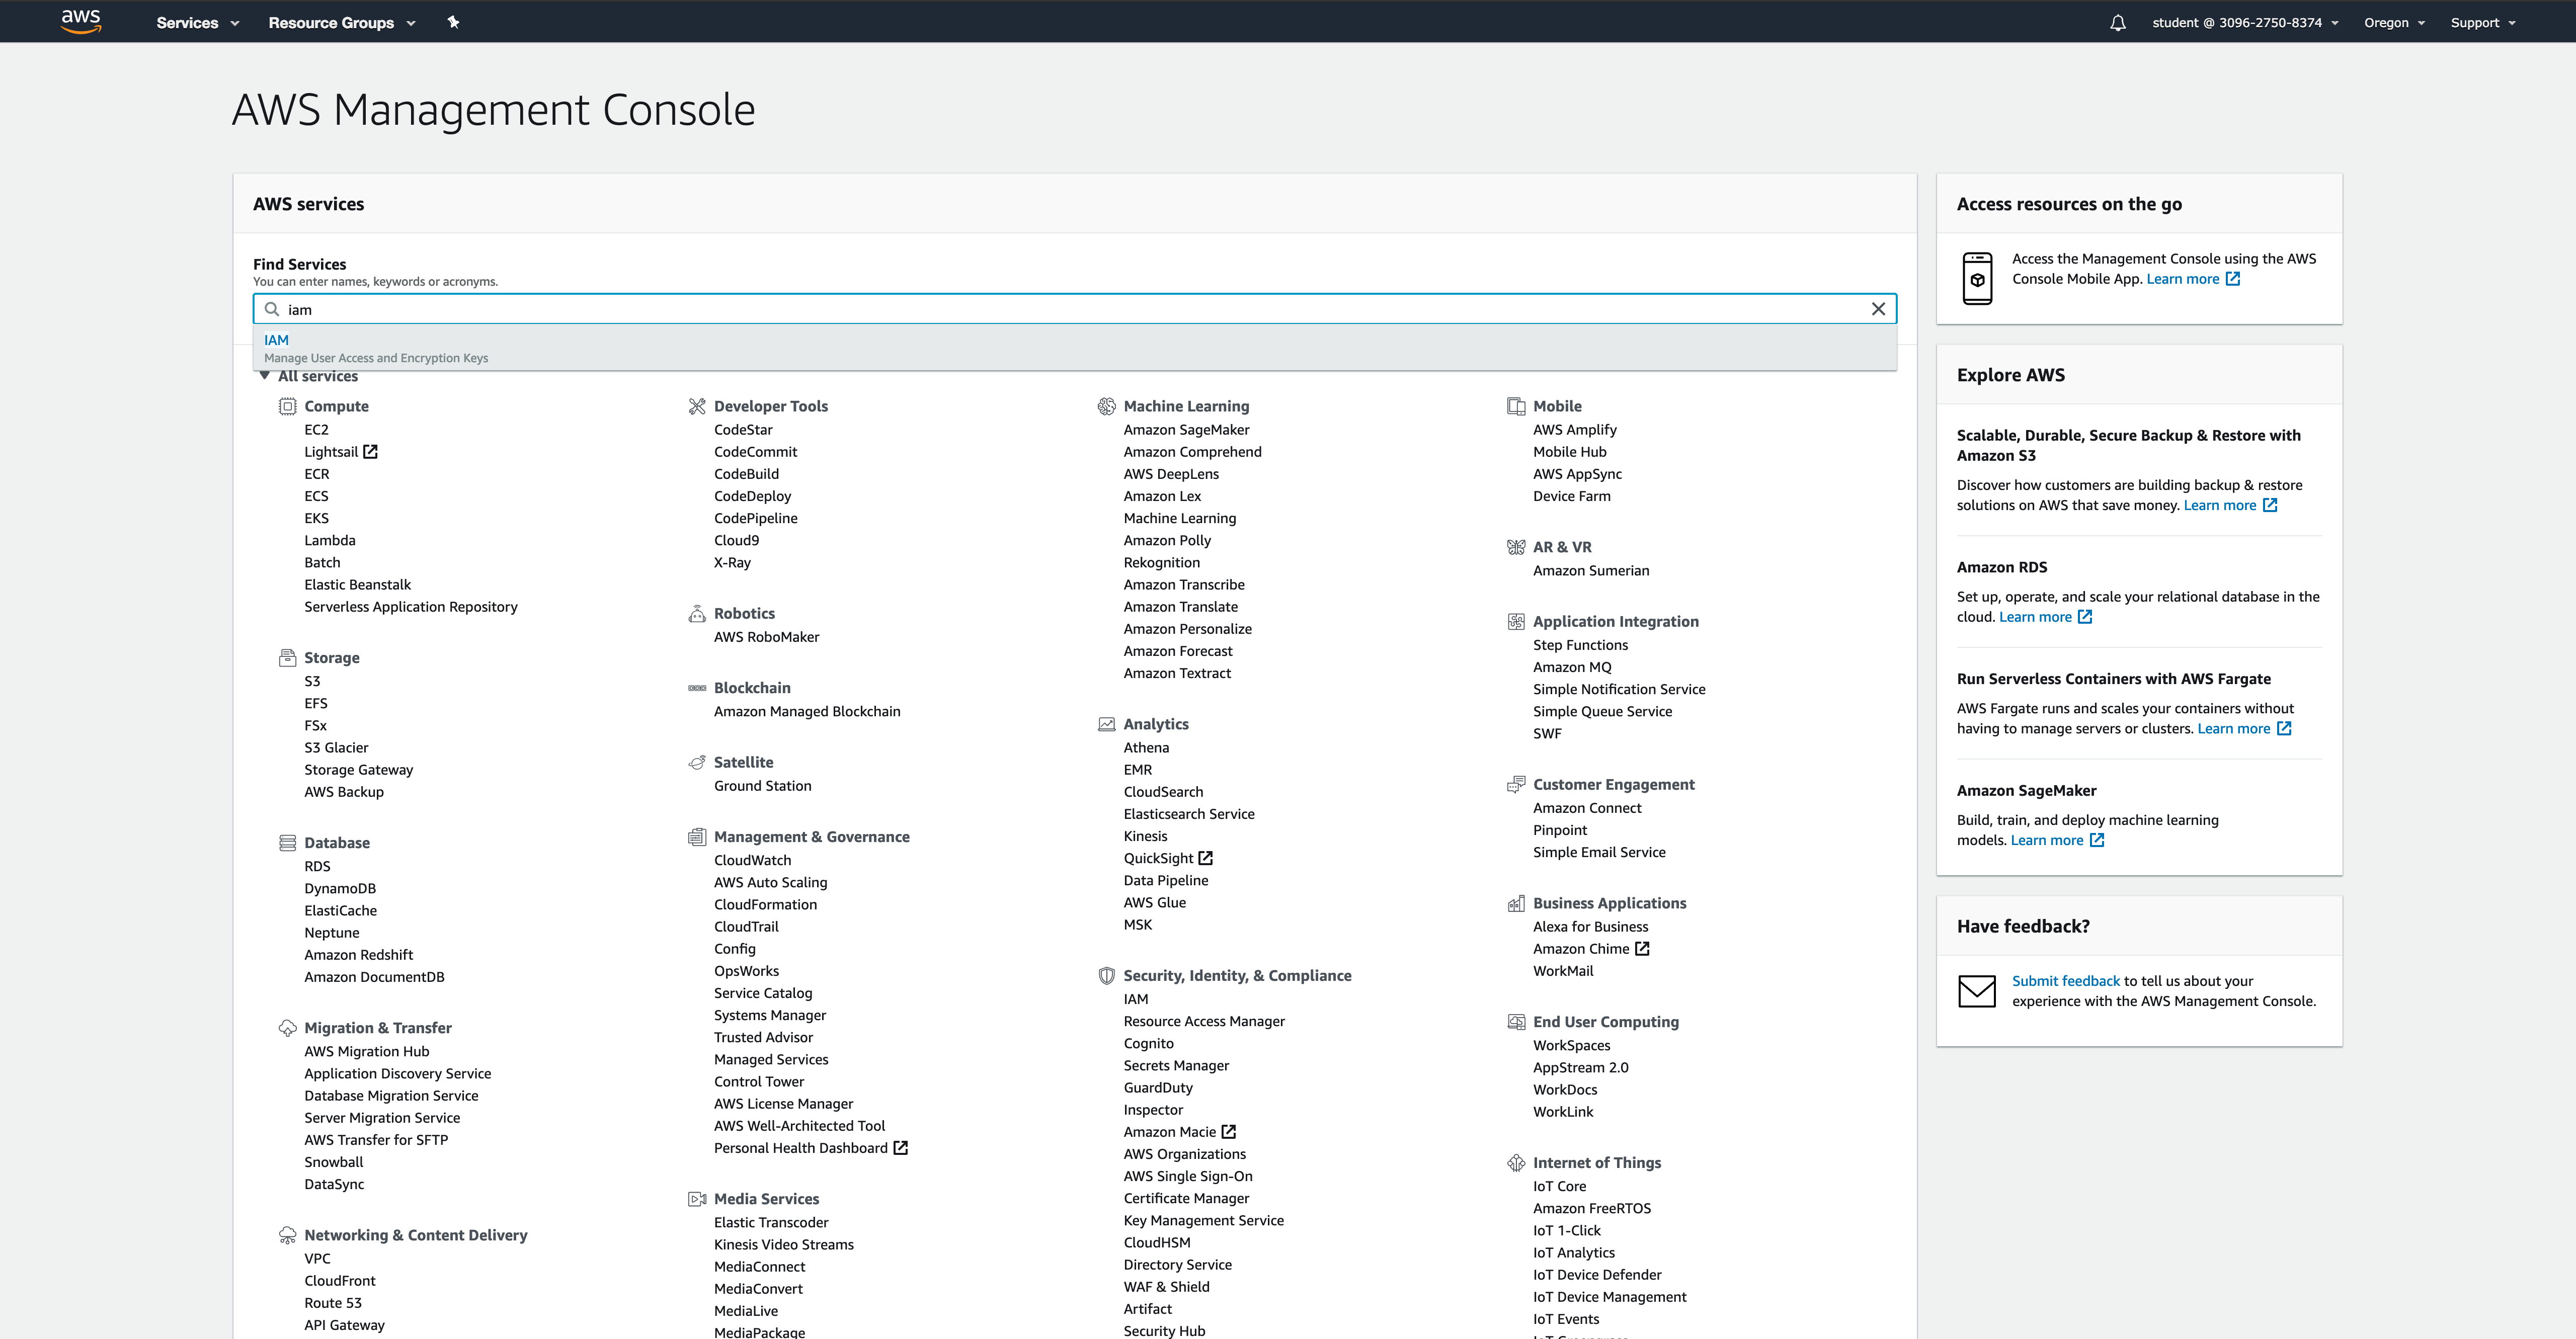 aws Services Resource Groups student @ 3096-2750-8374 Oregon Support
AWS Management Console
AWS services
Find Services
You can enter names, keywords or acronyms.
iam
IAM
Manage User Access and Encryption Keys
All services
Compute
EC2
Lightsail
ECR
ECS
EKS
Lambda
Batch
Elastic Beanstalk
Serverless Application Repository
Storage
S3
EFS
FSx
S3 Glacier
Storage Gateway
AWS Backup
Database
RDS
DynamoDB
ElastiCache
Neptune
Amazon Redshift
Amazon DocumentDB
Migration & Transfer
AWS Migration Hub
Application Discovery Service
Database Migration Service
Server Migration Service
AWS Transfer for SFTP
Snowball
DataSync
Networking & Content Delivery
VPC
CloudFront
Route 53
API Gateway
Developer Tools
CodeStar
CodeCommit
CodeBuild
CodeDeploy
CodePipeline
Cloud9
X-Ray
Robotics
AWS RoboMaker
Blockchain
Amazon Managed Blockchain
Satellite
Ground Station
Management & Governance
CloudWatch
AWS Auto Scaling
CloudFormation
CloudTrail
Config
OpsWorks
Service Catalog
Systems Manager
Trusted Advisor
Managed Services
Control Tower
AWS License Manager
AWS Well-Architected Tool
Personal Health Dashboard
Media Services
Elastic Transcoder
Kinesis Video Streams
MediaConnect
MediaConvert
MediaLive
MediaPackage
Machine Learning
Amazon SageMaker
Amazon Comprehend
AWS DeepLens
Amazon Lex
Machine Learning
Amazon Polly
Rekognition
Amazon Transcribe
Amazon Translate
Amazon Personalize
Amazon Forecast
Amazon Textract
Analytics
Athena
EMR
CloudSearch
Elasticsearch Service
Kinesis
QuickSight
Data Pipeline
AWS Glue
MSK
Security, Identity, & Compliance
IAM
Resource Access Manager
Cognito
Secrets Manager
GuardDuty
Inspector
Amazon Macie
AWS Organizations
AWS Single Sign-On
Certificate Manager
Key Management Service
CloudHSM
Directory Service
WAF & Shield
Artifact
Security Hub
Mobile
AWS Amplify
Mobile Hub
AWS AppSync
Device Farm
AR & VR
Amazon Sumerian
Application Integration
Step Functions
Amazon MQ
Simple Notification Service
Simple Queue Service
SWF
Customer Engagement
Amazon Connect
Pinpoint
Simple Email Service
Business Applications
Alexa for Business
Amazon Chime
WorkMail
End User Computing
WorkSpaces
AppStream 2.0
WorkDocs
WorkLink
Internet of Things
IoT Core
Amazon FreeRTOS
IoT 1-Click
IoT Analytics
IoT Device Defender
IoT Device Management
IoT Events
Access resources on the go
Access the Management Console using the AWS
Console Mobile App. Learn more
Explore AWS
Scalable, Durable, Secure Backup & Restore with
Amazon S3
Discover how customers are building backup & restore
solutions on AWS that save money. Learn more
Amazon RDS
Set up, operate, and scale your relational database in the
cloud. Learn more
Run Serverless Containers with AWS Fargate
AWS Fargate runs and scales your containers without
having to manage servers or clusters. Learn more
Amazon SageMaker
Build, train, and deploy machine learning
models. Learn more
Have feedback?
Submit feedback to tell us about your
experience with the AWS Management Console.